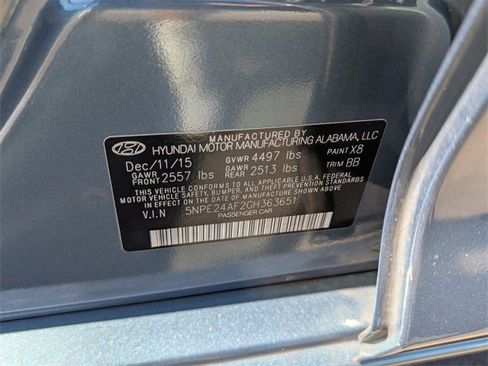 MANUFACTURED BY
HYUNDAI MOTOR MANUFACTURING ALABAMA, LLC
Dec/11/15 GVWR 4497 lbs PAINT X8
GAWR FRONT 2557 lbs GAWR REAR 2513 lbs TRIM BB
THIS VEHICLE CONFORMS TO ALL APPLICABLE U.S.A. FEDERAL
MOTOR VEHICLE SAFETY, BUMPER, AND THEFT PREVENTION STANDARDS
IN EFFECT ON THE DATE OF MANUFACTURE SHOWN ABOVE.
V.I.N 5NPE24AF2GH363651
PASSENGER CAR